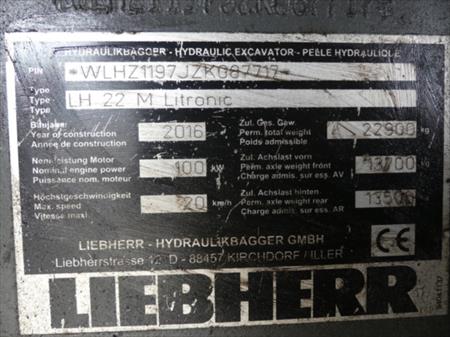 HYDRAULIKBAGGER - HYDRAULIC EXCAVATOR - PELLE HYDRAULIQUE
PIN *WLHZ1197JZK087717*
Type
Type LH 22 M Litronic
Type
Baujahr
Year of construction 2016
Année de construction
Nennleistung Motor
Nominal engine power 100 kW
Puissance nom. moteur
Höchstgeschwindigkeit
Max. speed 20 km/h
Vitesse maxi
Zul. Ges. Gew.
Perm. total weight A 22900 kg
Poids admissible
Zul. Achslast vorn
Perm. axle weight front 13700 kg
Charge admis. sur ess. AV
Zul. Achslast hinten
Perm. axle weight rear 13500
Charge admis. sur ess. AR
LIEBHERR - HYDRAULIKBAGGER GMBH
Liebherrstrasse 12, D - 88457 KIRCHDORF / ILLER
CE
LIEBHERR